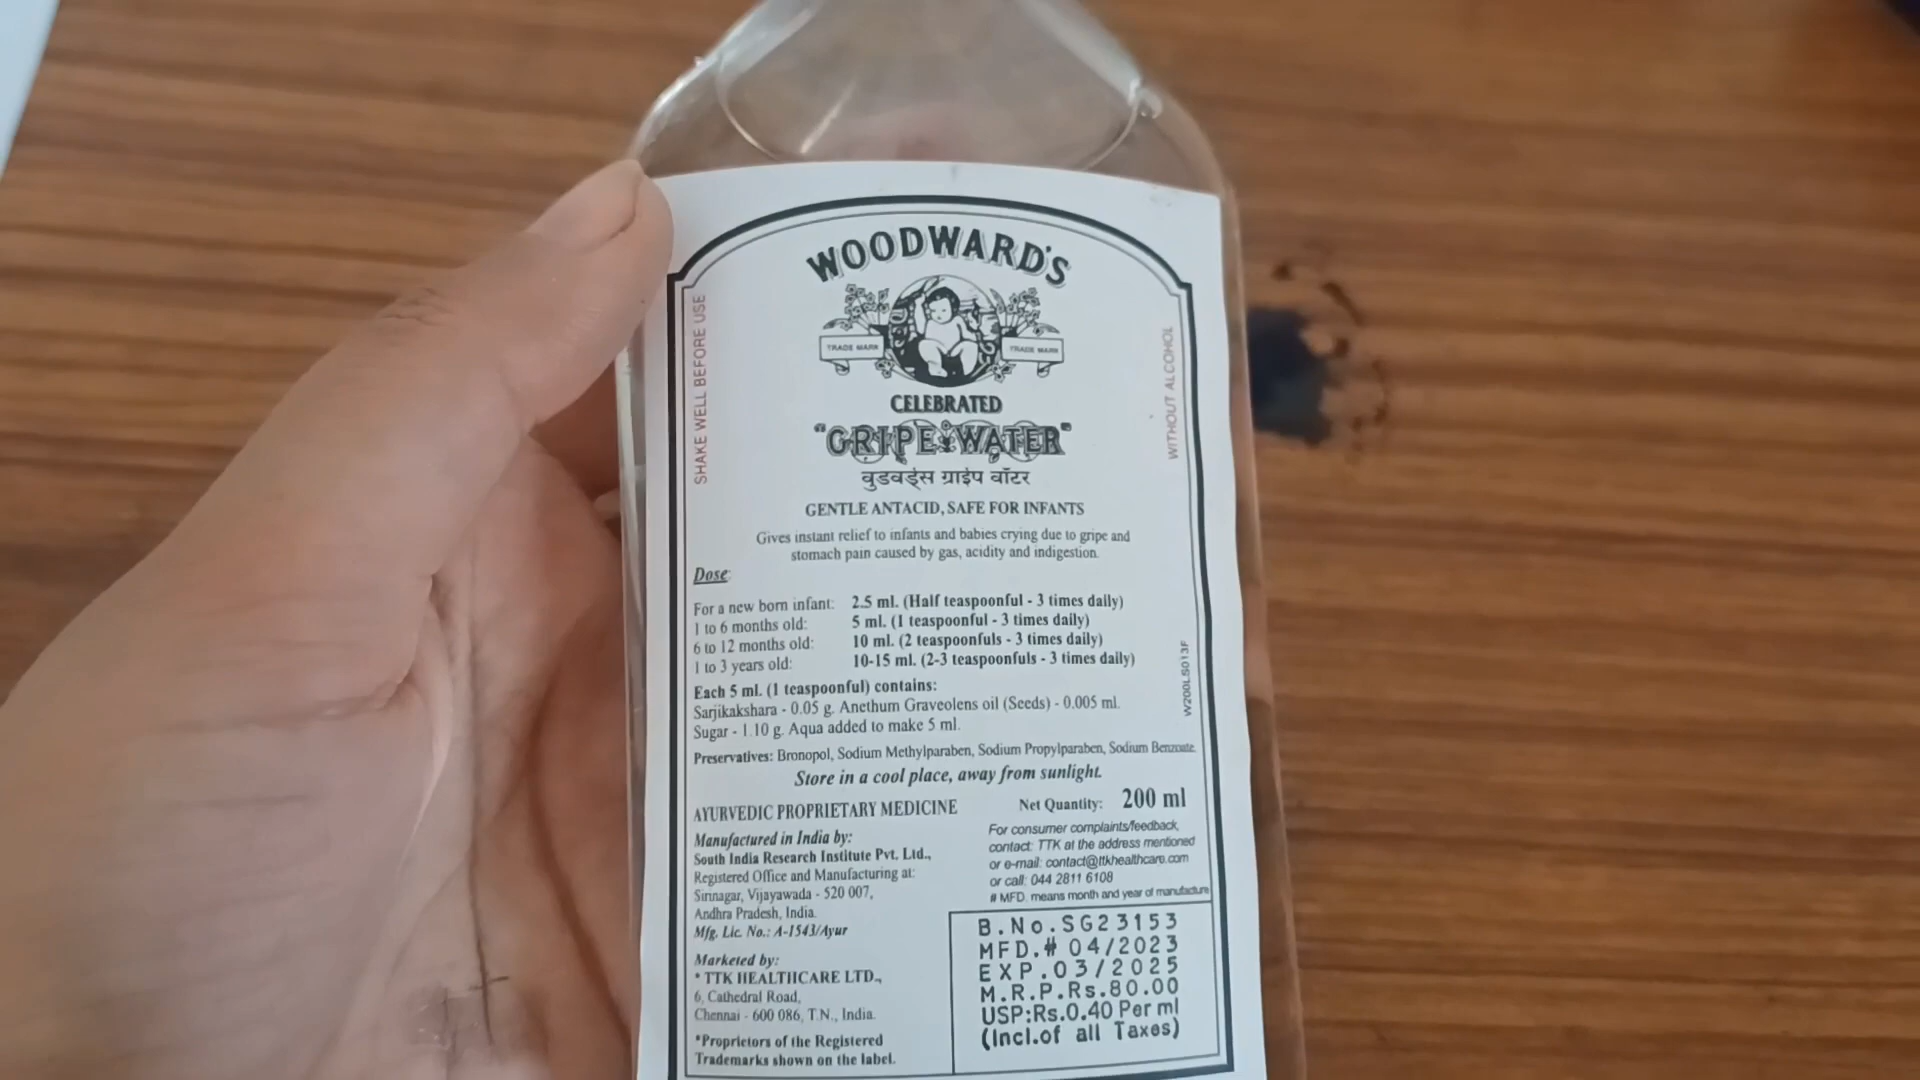 WOODWARD'S
TRADE MARK
TRADE MARK
CELEBRATED
"GRIPE WATER"
वुडवर्ड्स ग्राईप वॉटर
SHAKE WELL BEFORE USE
WITHOUT ALCOHOL
GENTLE ANTACID, SAFE FOR INFANTS
Gives instant relief to infants and babies crying due to gripe and
stomach pain caused by gas, acidity and indigestion.
Dose:
For a new born infant: 2.5 ml. (Half teaspoonful - 3 times daily)
1 to 6 months old: 5 ml. (1 teaspoonful - 3 times daily)
6 to 12 months old: 10 ml. (2 teaspoonfuls - 3 times daily)
1 to 3 years old: 10-15 ml. (2-3 teaspoonfuls - 3 times daily)
W200LS013F
Each 5 ml. (1 teaspoonful) contains:
Sarjikakshara - 0.05 g. Anethum Graveolens oil (Seeds) - 0.005 ml.
Sugar - 1.10 g. Aqua added to make 5 ml.
Preservatives: Bronopol, Sodium Methylparaben, Sodium Propylparaben, Sodium Benzoate.
Store in a cool place, away from sunlight.
AYURVEDIC PROPRIETARY MEDICINE
Manufactured in India by:
South India Research Institute Pvt. Ltd.,
Registered Office and Manufacturing at:
Sirinagar, Vijayawada - 520 007,
Andhra Pradesh, India.
Mfg. Lic. No.: A-1543/Ayur
Marketed by:
* TTK HEALTHCARE LTD.,
6, Cathedral Road,
Chennai - 600 086, T.N., India.
*Proprietors of the Registered
Trademarks shown on the label.
Net Quantity: 200 ml
For consumer complaints/feedback,
contact: TTK at the address mentioned
or e-mail: contact@ttkhealthcare.com
or call: 044 2811 6108
# MFD. means month and year of manufacture
B.No.SG23153
MFD.# 04/2023
EXP.03/2025
M.R.P.Rs.80.00
USP:Rs.0.40 Per ml
(Incl.of all Taxes)